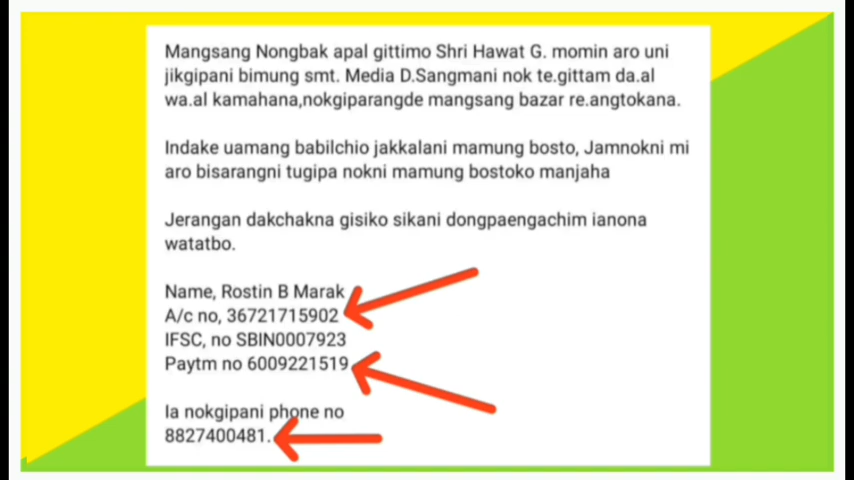 Mangsang Nongbak apal gittimo Shri Hawat G. momin aro uni
jikgipani bimung smt. Media D.Sangmani nok te.gittam da.al
wa.al kamahana,nokgiparangde mangsang bazar re.angtokana.
Indake uamang babilchio jakkalani mamung bosto, Jamnokni mi
aro bisarangni tugipa nokni mamung bostoko manjaha
Jerangan dakchakna gisiko sikani dongpaengachim ianona
watatbo.
Name, Rostin B Marak
A/c no, 36721715902
IFSC, no SBIN0007923
Paytm no 6009221519
Ia nokgipani phone no
8827400481.